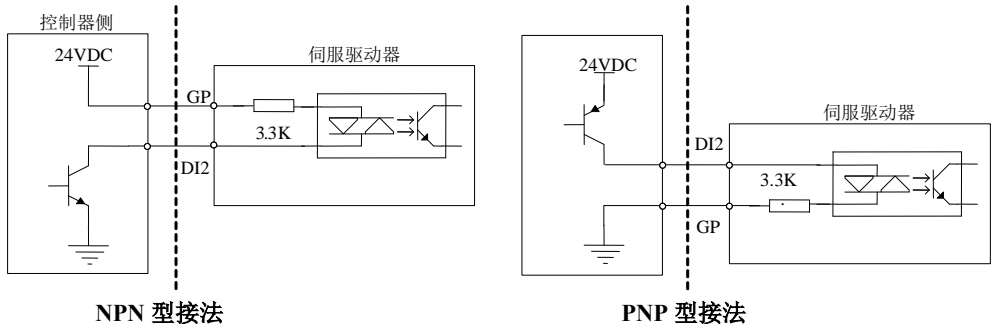 控制器侧
24VDC
伺服驱动器
GP
3.3K
DI2
NPN 型接法
24VDC
伺服驱动器
DI2
3.3K
GP
PNP 型接法